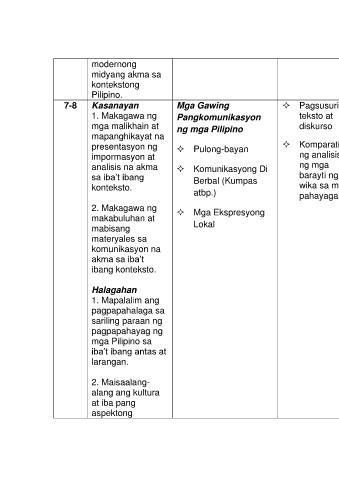 modernong
midyang akma sa
kontekstong
Pilipino.
7-8
Kasanayan
1. Makagawa ng
mga malikhain at
mapanghikayat na
presentasyon ng
impormasyon at
analisis na akma
sa iba't ibang
konteksto.
2. Makagawa ng
makabuluhan at
mabisang
materyales sa
komunikasyon na
akma sa iba't
ibang konteksto.
Halagahan
1. Mapalalim ang
pagpapahalaga sa
sariling paraan ng
pagpapahayag ng
mga Pilipino sa
iba't ibang antas at
larangan.
2. Maisaalang-
alang ang kultura
at iba pang
aspektong
Mga Gawing
Pangkomunikasyon
ng mga Pilipino
✧ Pulong-bayan
✧ Komunikasyong Di
Berbal (Kumpas
atbp.)
✧ Mga Ekspresyong
Lokal
✧ Pagsusuri
teksto at
diskurso
✧ Komparati
ng analisis
ng mga
barayti ng
wika sa m
pahayaga